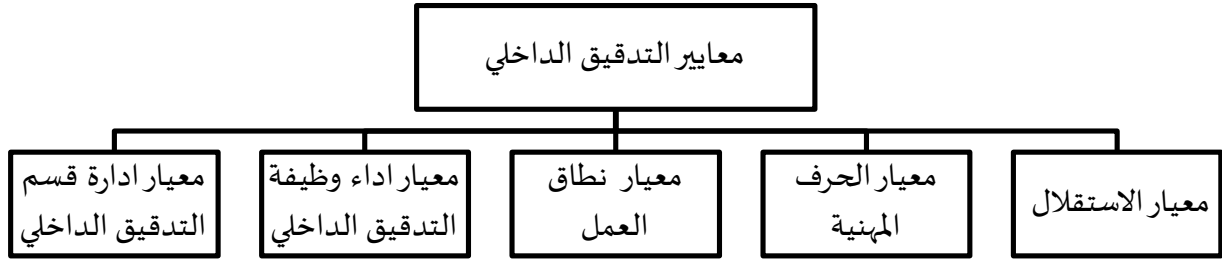 معايير التدقيق الداخلي
معيار الاستقلال
معيار الحرف
المهنية
معيار نطاق
العمل
معيار اداء وظيفة
التدقيق الداخلي
معيار ادارة قسم
التدقيق الداخلي